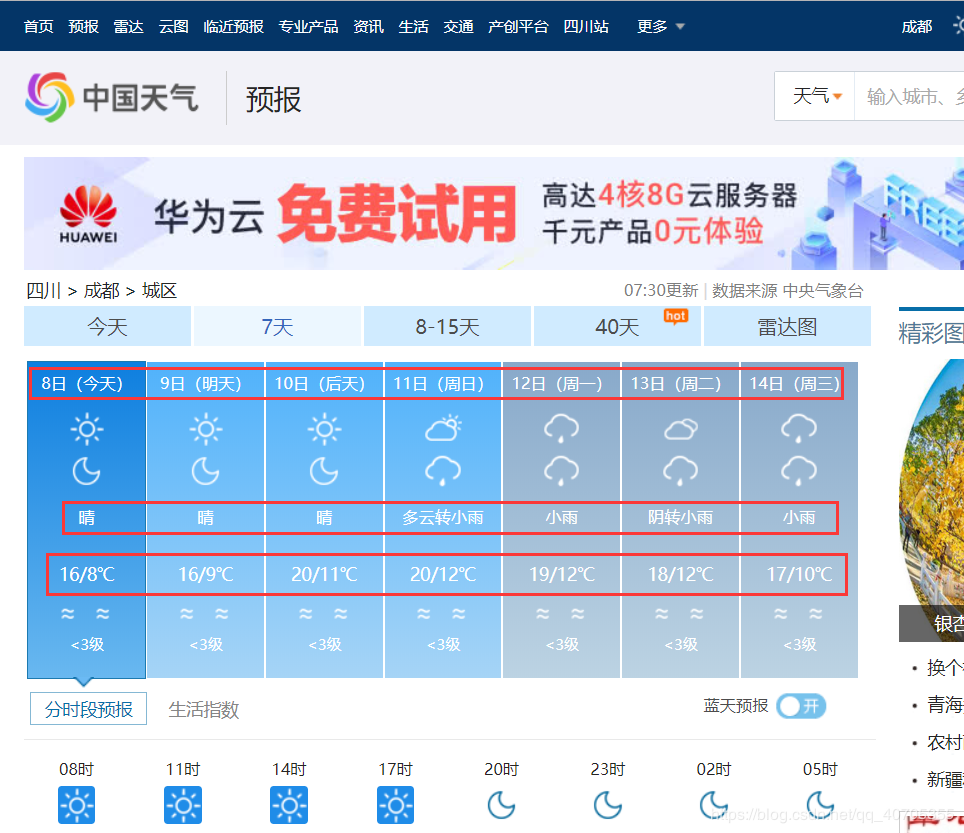 首页 预报 雷达 云图 临近预报 专业产品 资讯 生活 交通 产创平台 四川站 更多 成都
中国天气 预报 天气 输入城市、
HUAWEI 华为云 免费试用 高达4核8G云服务器
千元产品0元体验
FREE
四川 > 成都 > 城区 07:30更新 | 数据来源 中央气象台
今天 7天 8-15天 40天 hot 雷达图
精彩图
8日（今天） 9日（明天） 10日（后天） 11日（周日） 12日（周一） 13日（周二） 14日（周三）
晴 晴 晴 多云转小雨 小雨 阴转小雨 小雨
16/8℃ 16/9℃ 20/11℃ 20/12℃ 19/12℃ 18/12℃ 17/10℃
<3级 <3级 <3级 <3级 <3级 <3级 <3级
银杏
· 换个
· 青海
· 农村
· 新疆
分时段预报 生活指数 蓝天预报 开
08时 11时 14时 17时 20时 23时 02时 05时